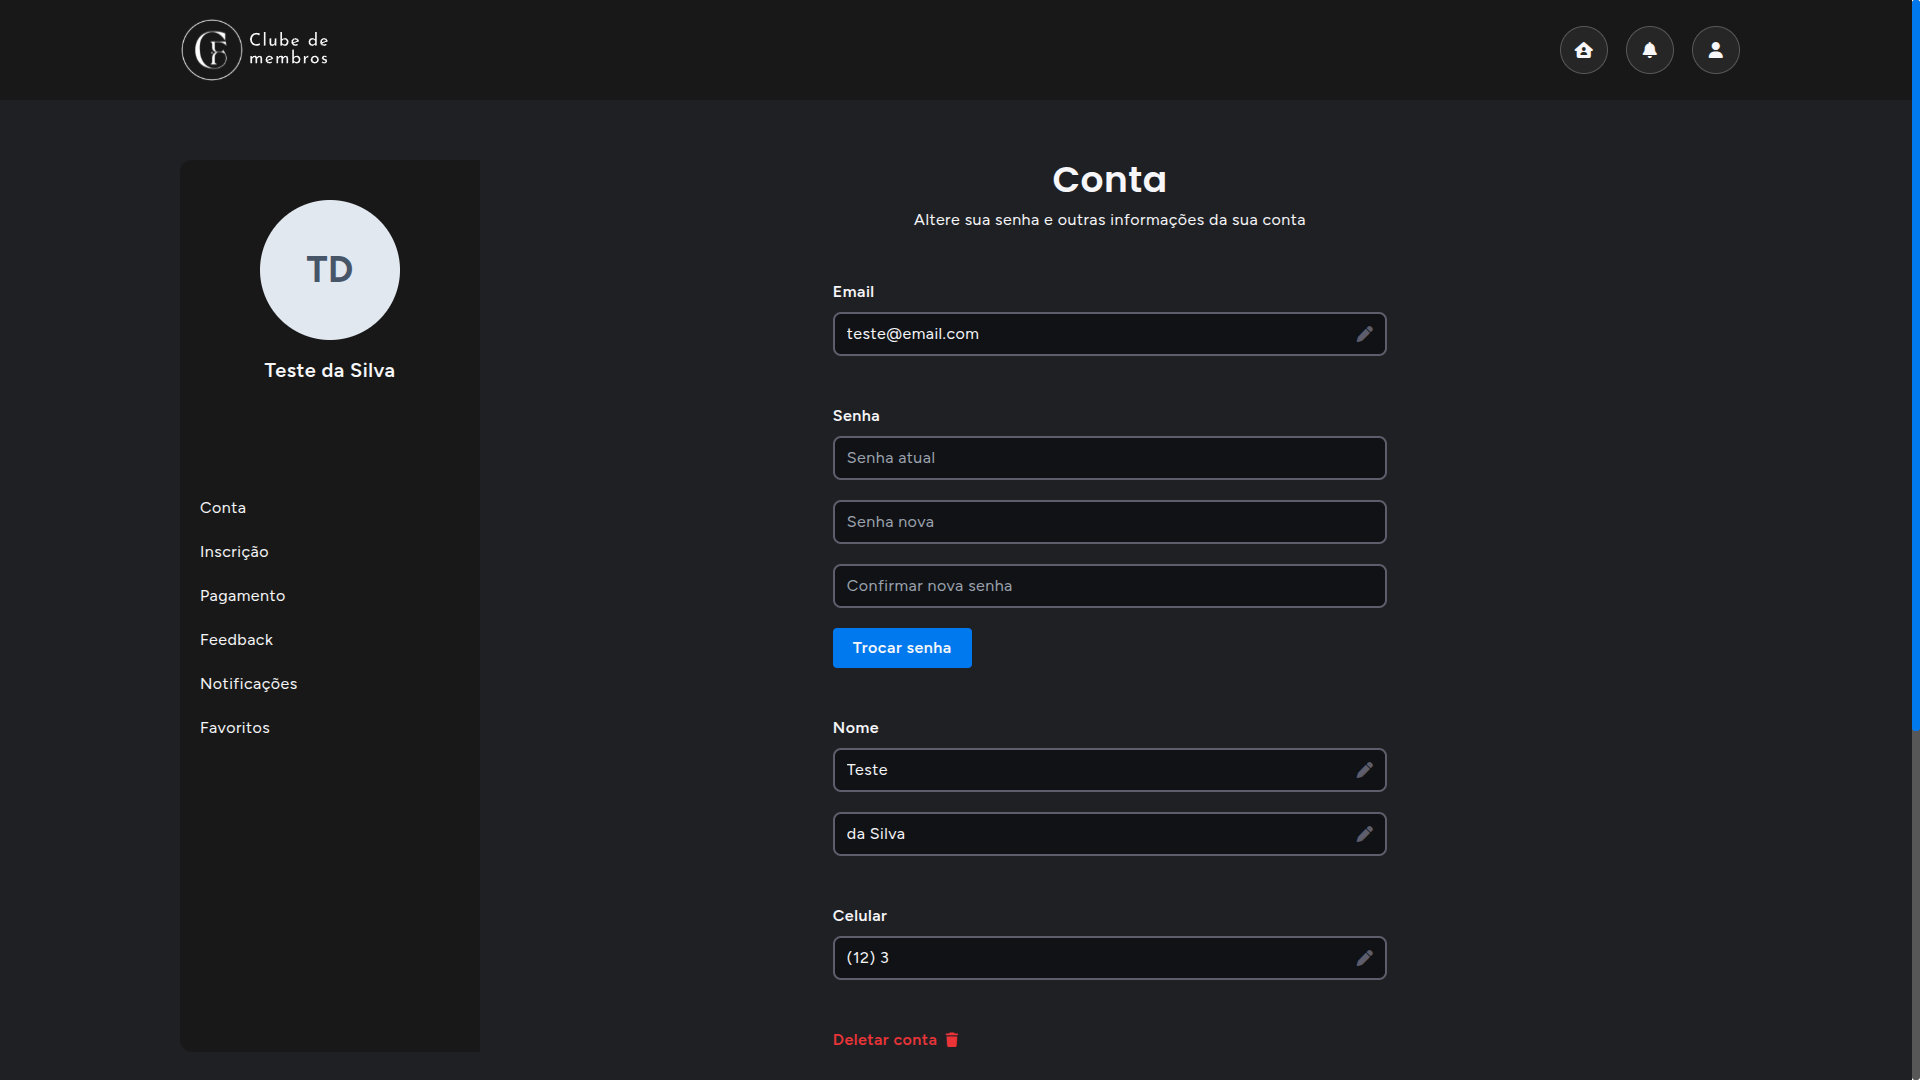 Clube de
membros
TD
Teste da Silva
Conta
Inscrição
Pagamento
Feedback
Notificações
Favoritos
Conta
Altere sua senha e outras informações da sua conta
Email
teste@email.com
Senha
Senha atual
Senha nova
Confirmar nova senha
Trocar senha
Nome
Teste
da Silva
Celular
(12) 3
Deletar conta